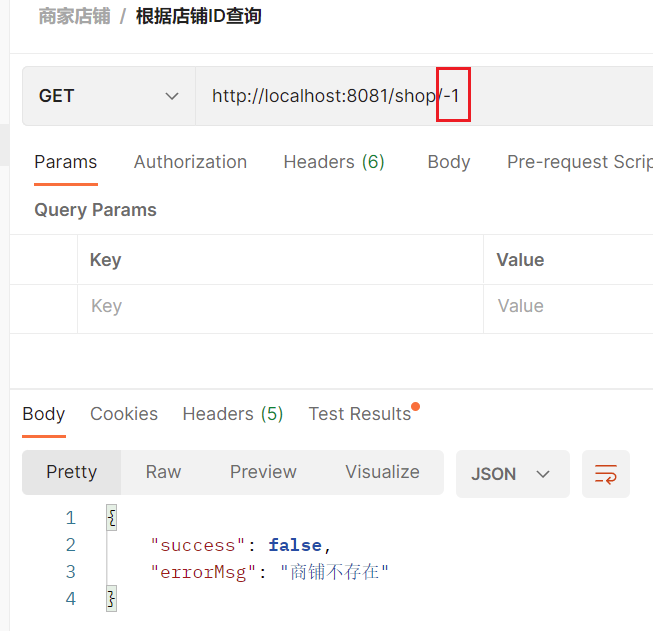 商家店铺 / 根据店铺ID查询
GET http://localhost:8081/shop/-1
Params Authorization Headers (6) Body Pre-request Scrip
Query Params
Key Value
Key Value
Body Cookies Headers (5) Test Results
Pretty Raw Preview Visualize JSON
1 {
2 "success": false,
3 "errorMsg": "商铺不存在"
4 }